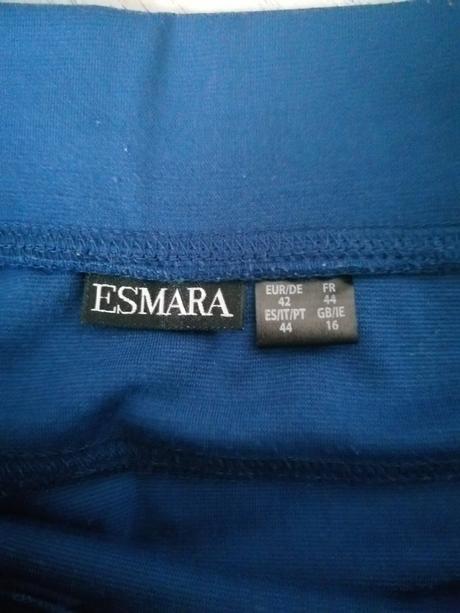 ESMARA
EUR/DE FR
42 44
ES/IT/PT GB/IE
44 16